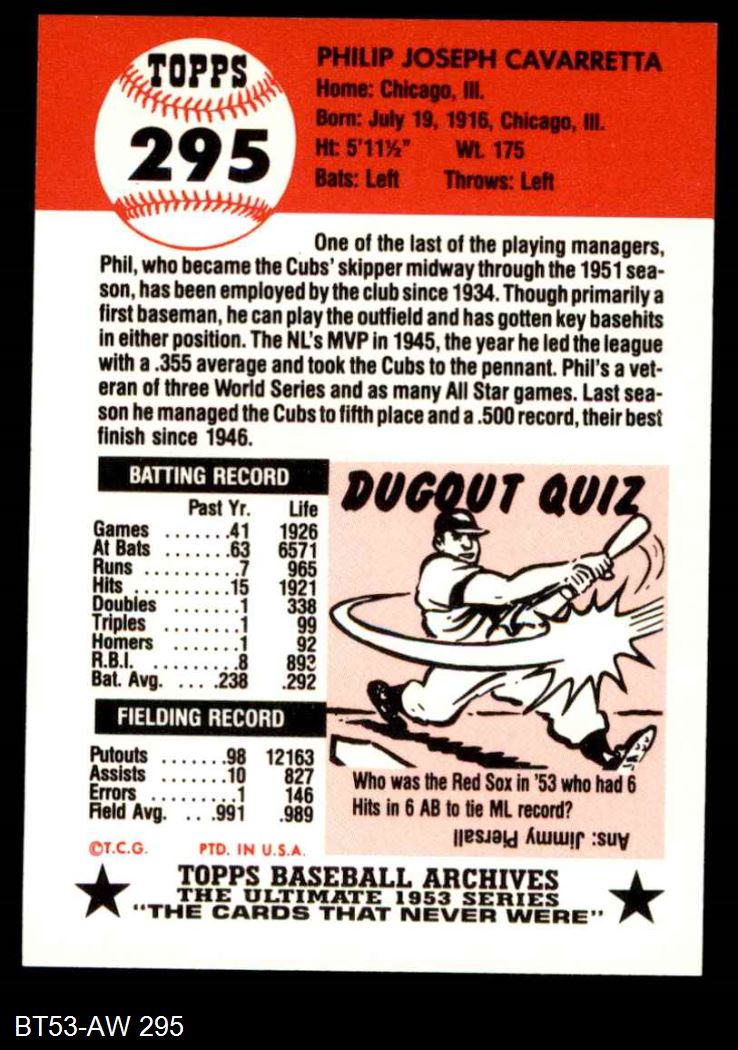 TOPPS
295
PHILIP JOSEPH CAVARRETTA
Home: Chicago, Ill.
Born: July 19, 1916, Chicago, Ill.
Ht: 5'11½" Wt. 175
Bats: Left Throws: Left
One of the last of the playing managers,
Phil, who became the Cubs' skipper midway through the 1951 sea-
son, has been employed by the club since 1934. Though primarily a
first baseman, he can play the outfield and has gotten key basehits
in either position. The NL's MVP in 1945, the year he led the league
with a .355 average and took the Cubs to the pennant. Phil's a vet-
eran of three World Series and as many All Star games. Last sea-
son he managed the Cubs to fifth place and a .500 record, their best
finish since 1946.
BATTING RECORD
Past Yr. Life
Games .......41 1926
At Bats .......63 6571
Runs .........7 965
Hits .........15 1921
Doubles .......1 338
Triples .........1 99
Homers ........1 92
R.B.I. .........8 893
Bat. Avg. ....238 .292
FIELDING RECORD
Putouts .......98 12163
Assists .......10 827
Errors .........1 146
Field Avg. ....991 .989
DUGOUT QUIZ
Who was the Red Sox in '53 who had 6
Hits in 6 AB to tie ML record?
Ans: Jimmy Piersall
©T.C.G. PTD. IN U.S.A.
TOPPS BASEBALL ARCHIVES
THE ULTIMATE 1953 SERIES
"THE CARDS THAT NEVER WERE"
BT53-AW 295